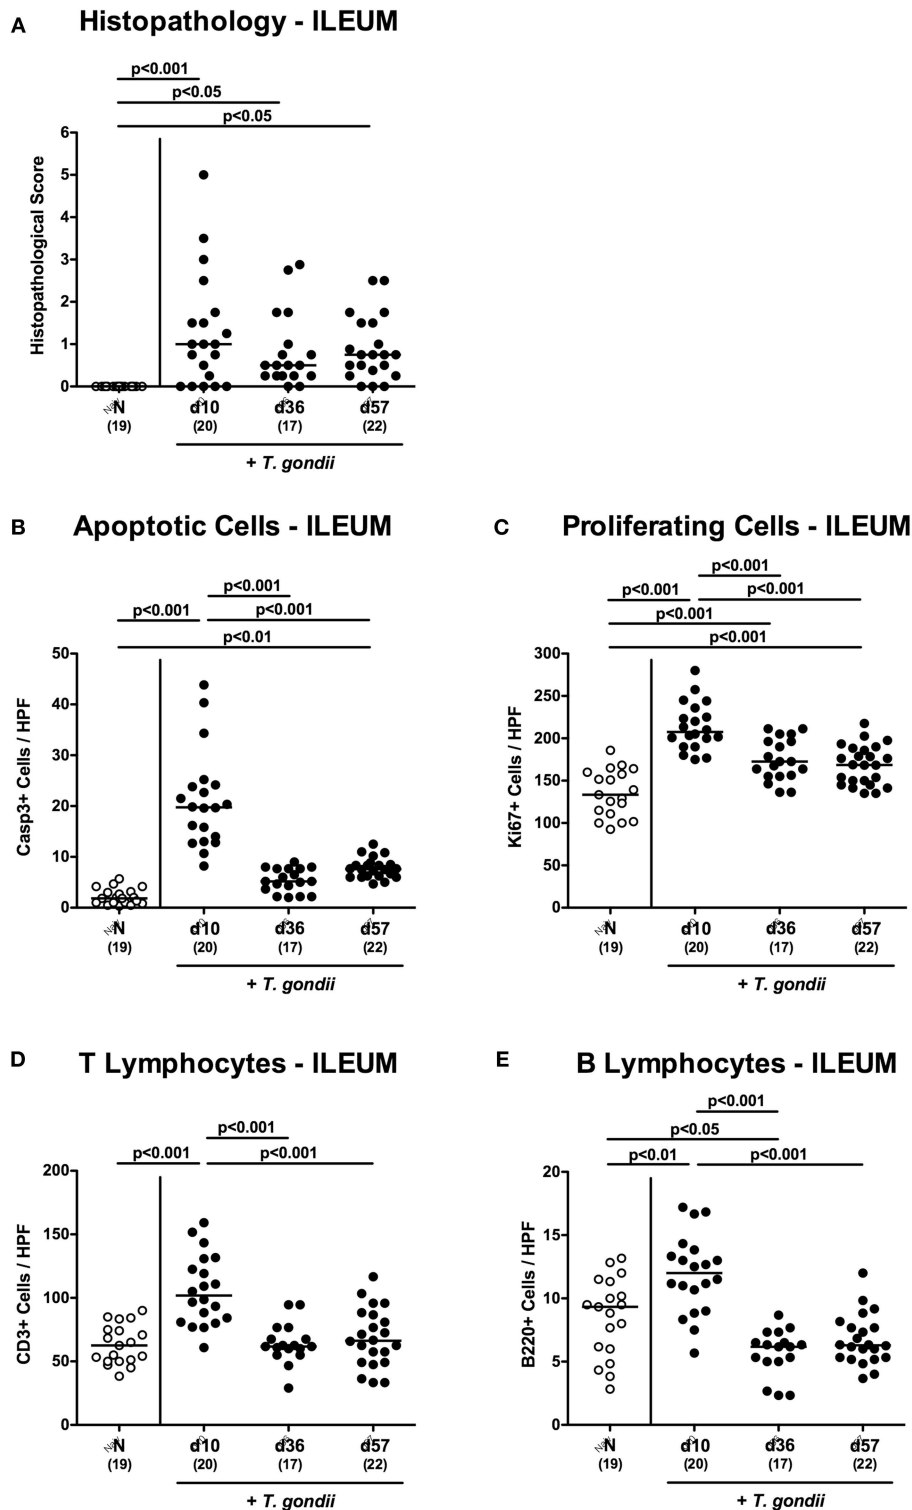 A
Histopathology - ILEUM
p<0.001
p<0.05
p<0.05
Histopathological Score
6
5
4
3
2
1
0
N d10 d36 d57
(19) (20) (17) (22)
+ T. gondii
B Apoptotic Cells - ILEUM
p<0.001
p<0.001 p<0.001
p<0.01
Casp3+ Cells / HPF
50
40
30
20
10
0
N d10 d36 d57
(19) (20) (17) (22)
+ T. gondii
C Proliferating Cells - ILEUM
p<0.001
p<0.001 p<0.001
p<0.001
p<0.001
Ki67+ Cells / HPF
300
250
200
150
100
50
0
N d10 d36 d57
(19) (20) (17) (22)
+ T. gondii
D T Lymphocytes - ILEUM
p<0.001
p<0.001 p<0.001
CD3+ Cells / HPF
200
150
100
50
0
N d10 d36 d57
(19) (20) (17) (22)
+ T. gondii
E B Lymphocytes - ILEUM
p<0.001
p<0.05
p<0.01 p<0.001
B220+ Cells / HPF
20
15
10
5
0
N d10 d36 d57
(19) (20) (17) (22)
+ T. gondii